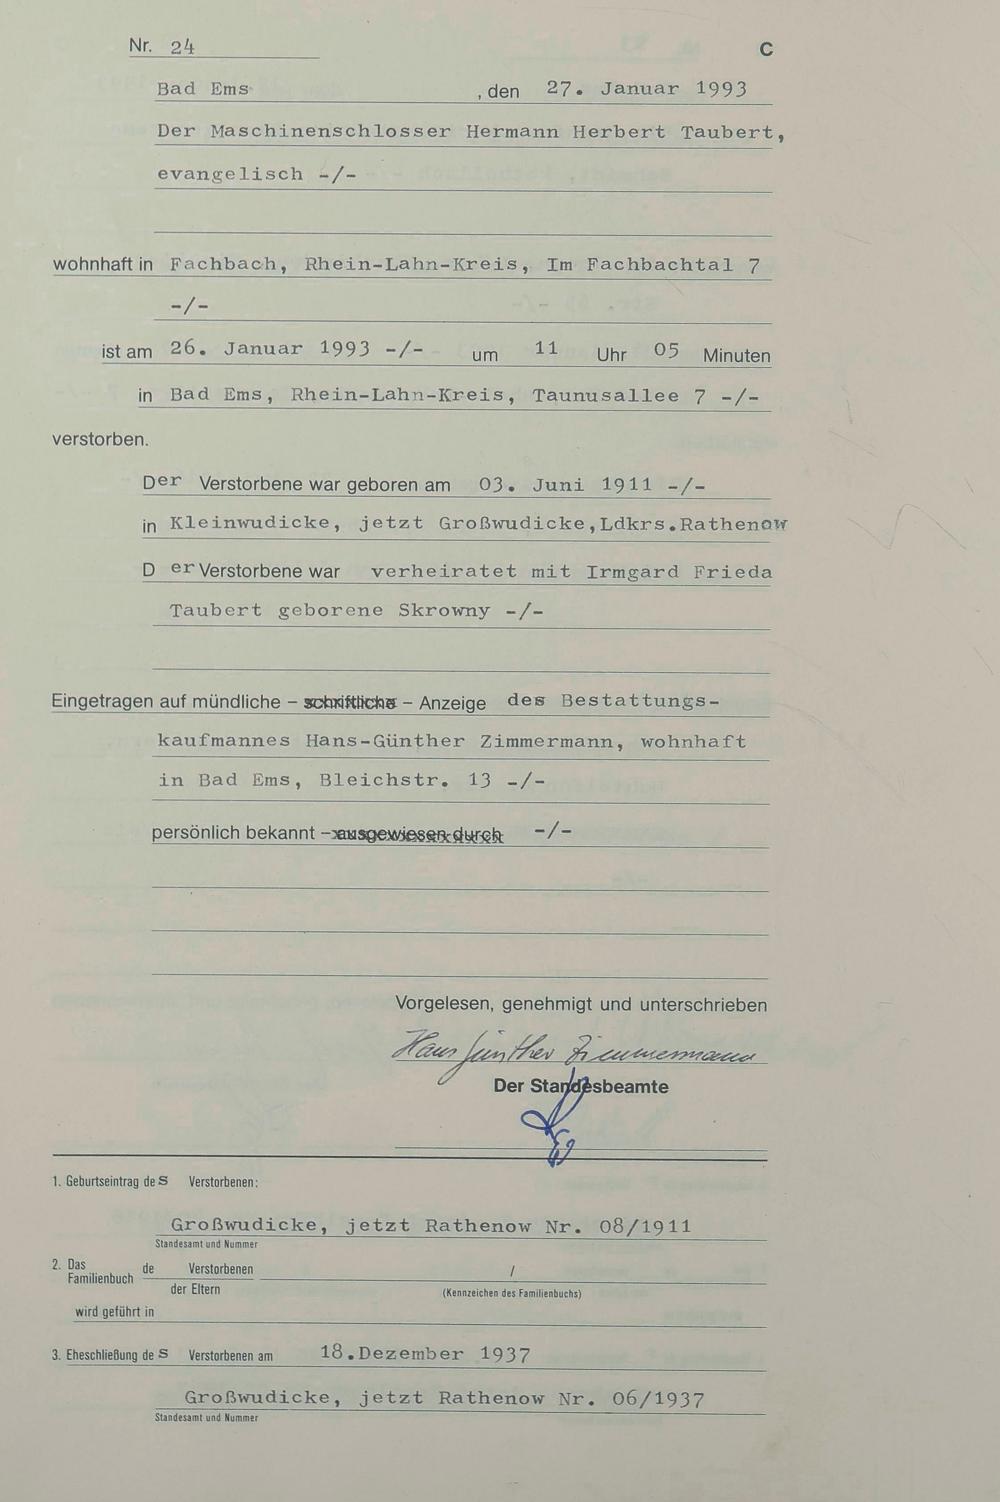 Nr. 24 C
Bad Ems , den 27. Januar 1993
Der Maschinenschlosser Hermann Herbert Taubert,
evangelisch -/-
wohnhaft in Fachbach, Rhein-Lahn-Kreis, Im Fachbachtal 7
-/-
ist am 26. Januar 1993 -/- um 11 Uhr 05 Minuten
in Bad Ems, Rhein-Lahn-Kreis, Taunusallee 7 -/-
verstorben.
Der Verstorbene war geboren am 03. Juni 1911 -/-
in Kleinwudicke, jetzt Großwudicke,Ldkrs.Rathenow
Der Verstorbene war verheiratet mit Irmgard Frieda
Taubert geborene Skrowny -/-
Eingetragen auf mündliche – schriftliche – Anzeige des Bestattungs-
kaufmannes Hans-Günther Zimmermann, wohnhaft
in Bad Ems, Bleichstr. 13 -/-
persönlich bekannt – ausgewiesen durch -/-
Vorgelesen, genehmigt und unterschrieben
Hans Günther Zimmermann
Der Standesbeamte
1. Geburtseintrag des Verstorbenen:
Großwudicke, jetzt Rathenow Nr. 08/1911
Standesamt und Nummer
2. Das Familienbuch de Verstorbenen /
der Eltern (Kennzeichen des Familienbuchs)
wird geführt in
3. Eheschließung des Verstorbenen am 18.Dezember 1937
Großwudicke, jetzt Rathenow Nr. 06/1937
Standesamt und Nummer